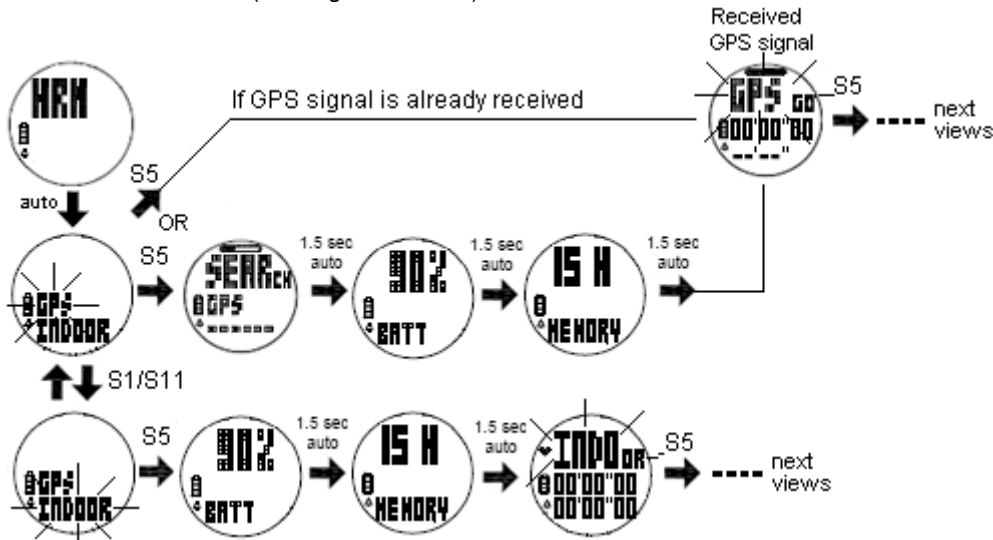 Received
GPS signal
HRM
If GPS signal is already received
GPS GO
00'00"00
--'--"
S5
next
views
auto
S5
OR
GPS
INDOOR
S5
SEARCH
GPS
1.5 sec
auto
90%
BATT
1.5 sec
auto
15 H
MEMORY
1.5 sec
auto
S1/S11
GPS
INDOOR
S5
90%
BATT
1.5 sec
auto
15 H
MEMORY
1.5 sec
auto
INDOOR
00'00"00
00'00"00
S5
next
views